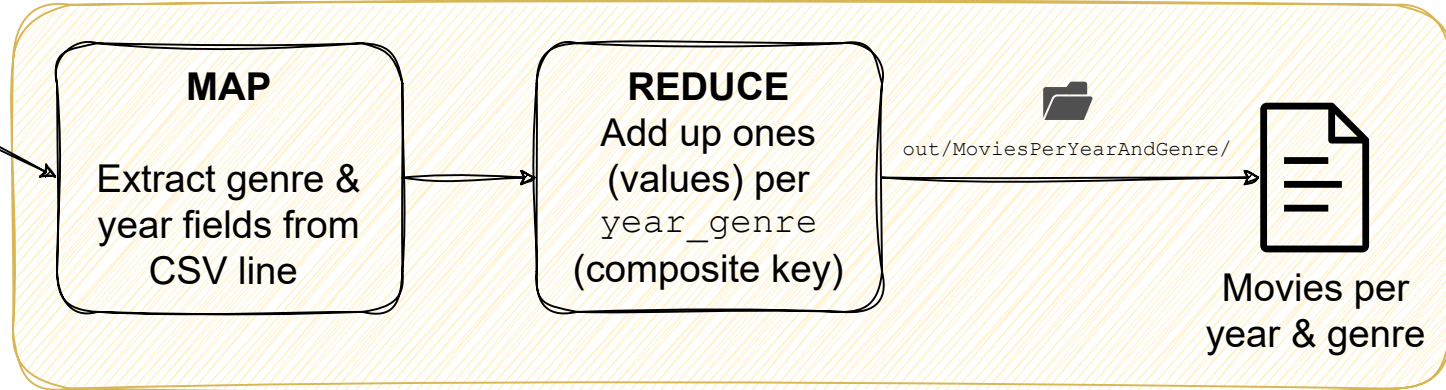 MAP
Extract genre &
year fields from
CSV line
REDUCE
Add up ones
(values) per
year_genre
(composite key)
out/MoviesPerYearAndGenre/
Movies per
year & genre